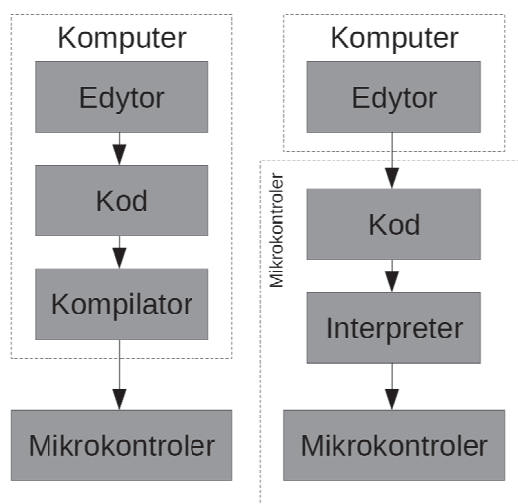 Komputer
Edytor
Kod
Kompilator
Mikrokontroler
Komputer
Edytor
Mikrokontroler
Kod
Interpreter
Mikrokontroler